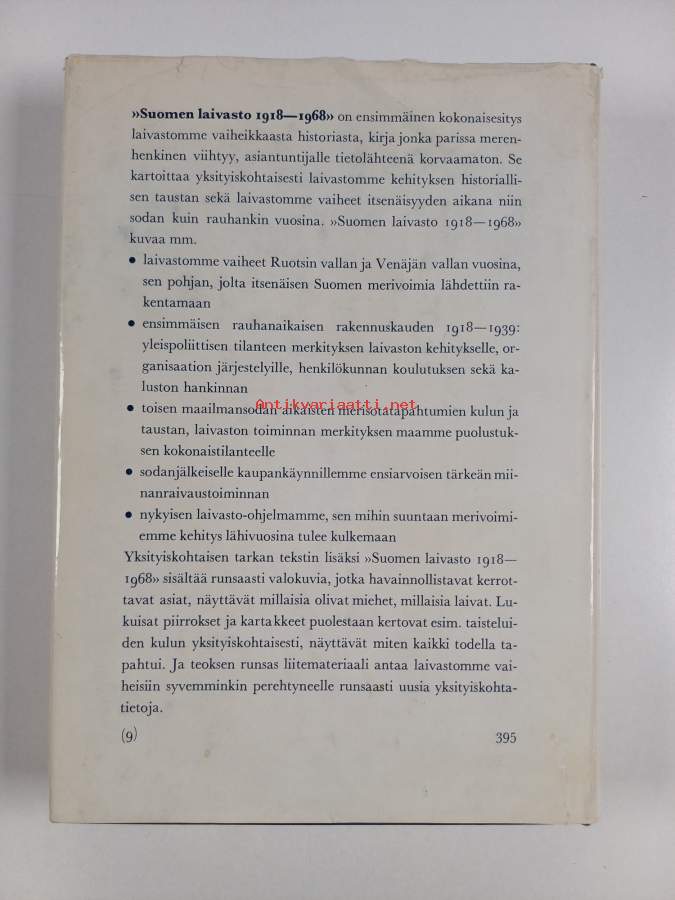 »Suomen laivasto 1918—1968» on ensimmäinen kokonaisesitys
laivastomme vaiheikkaasta historiasta, kirja jonka parissa meren-
henkinen viihtyy, asiantuntijalle tietolähteenä korvaamaton. Se
kartoittaa yksityiskohtaisesti laivastomme kehityksen historialli-
sen taustan sekä laivastomme vaiheet itsenäisyyden aikana niin
sodan kuin rauhankin vuosina. »Suomen laivasto 1918—1968»
kuvaa mm.
• laivastomme vaiheet Ruotsin vallan ja Venäjän vallan vuosina,
sen pohjan, jolta itsenäisen Suomen merivoimia lähdettiin ra-
kentamaan
• ensimmäisen rauhanaikaisen rakennuskauden 1918—1939:
yleispoliittisen tilanteen merkityksen laivaston kehitykselle, or-
ganisaation järjestelyille, henkilökunnan koulutuksen sekä ka-
luston hankinnan
Antikvariaatti.net
• toisen maailmansodan aikaisten merisotatapahtumien kulun ja
taustan, laivaston toiminnan merkityksen maamme puolustuk-
sen kokonaistilanteelle
• sodanjälkeiselle kaupankäynnillemme ensiarvoisen tärkeän mii-
nanraivaustoiminnan
• nykyisen laivasto-ohjelmamme, sen mihin suuntaan merivoimi-
emme kehitys lähivuosina tulee kulkemaan
Yksityiskohtaisen tarkan tekstin lisäksi »Suomen laivasto 1918—
1968» sisältää runsaasti valokuvia, jotka havainnollistavat kerrot-
tavat asiat, näyttävät millaisia olivat miehet, millaisia laivat. Lu-
kuisat piirrokset ja kartakkeet puolestaan kertovat esim. taistelui-
den kulun yksityiskohtaisesti, näyttävät miten kaikki todella ta-
pahtui. Ja teoksen runsas liitemateriaali antaa laivastomme vai-
heisiin syvemminkin perehtyneelle runsaasti uusia yksityiskohta-
tietoja.
(9) 395